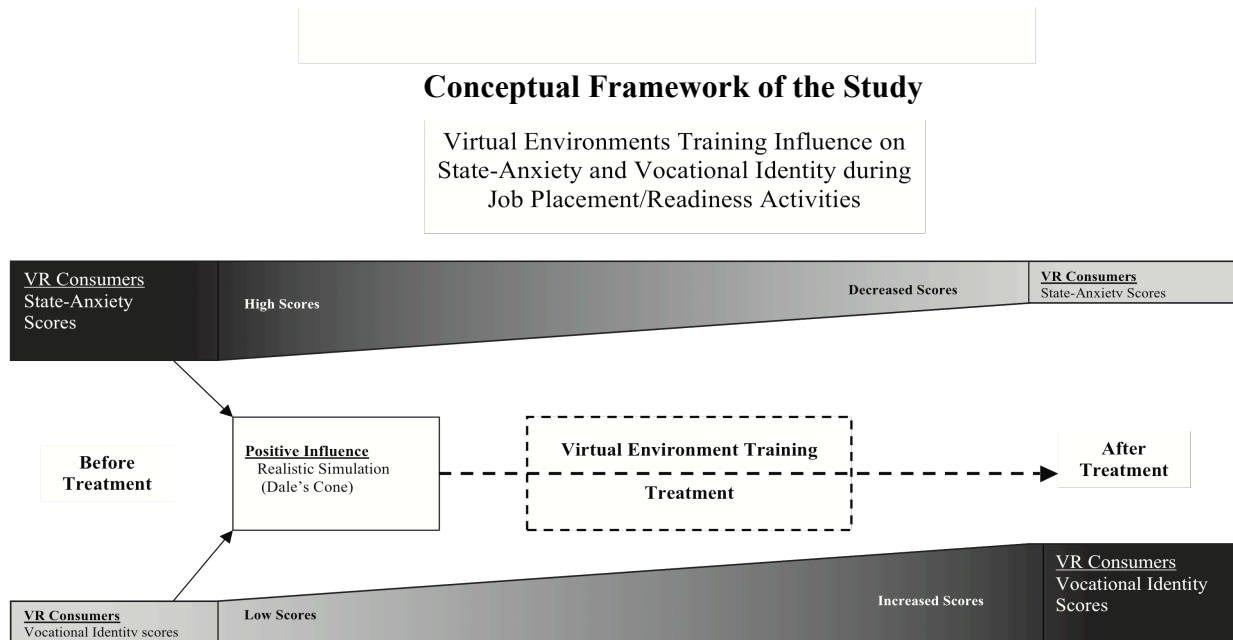 Conceptual Framework of the Study
Virtual Environments Training Influence on
State-Anxiety and Vocational Identity during
Job Placement/Readiness Activities
VR Consumers
State-Anxiety
Scores
High Scores
Decreased Scores
VR Consumers
State-Anxiety Scores
Before
Treatment
Positive Influence
Realistic Simulation
(Dale's Cone)
Virtual Environment Training
Treatment
After
Treatment
VR Consumers
Vocational Identity scores
Low Scores
Increased Scores
VR Consumers
Vocational Identity
Scores